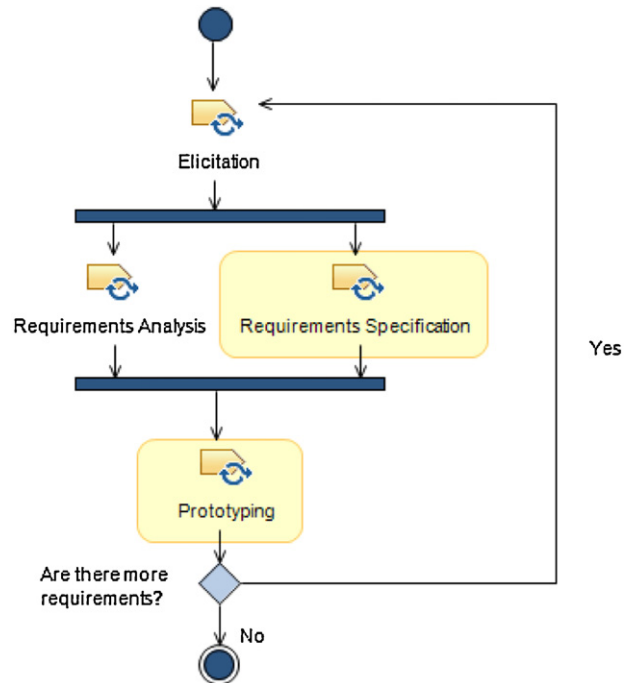 Elicitation
Requirements Analysis
Requirements Specification
Yes
Prototyping
Are there more
requirements?
No